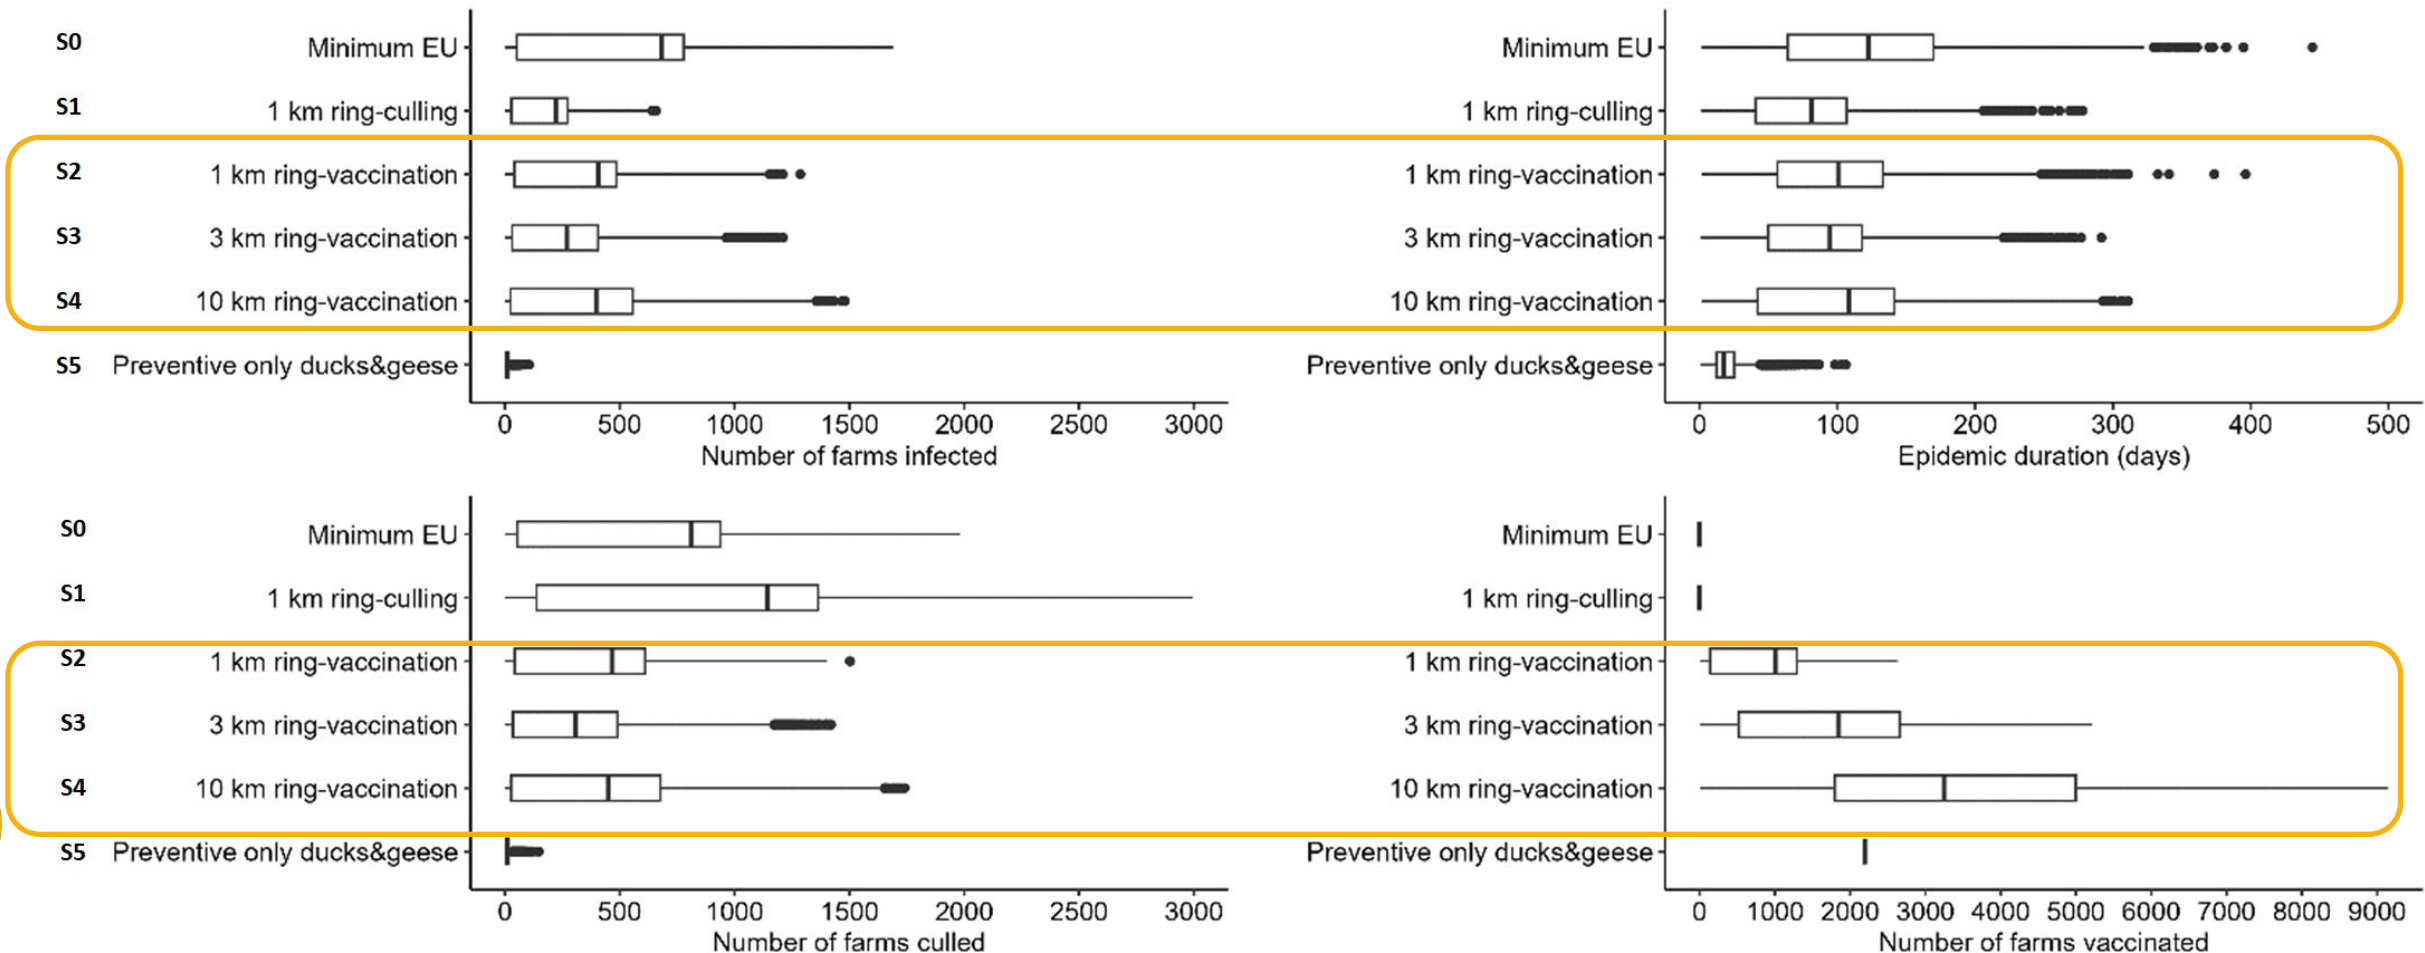 S0 Minimum EU
S1 1 km ring-culling
S2 1 km ring-vaccination
S3 3 km ring-vaccination
S4 10 km ring-vaccination
S5 Preventive only ducks&geese
0 500 1000 1500 2000 2500 3000
Number of farms infected
Minimum EU
1 km ring-culling
1 km ring-vaccination
3 km ring-vaccination
10 km ring-vaccination
Preventive only ducks&geese
0 100 200 300 400 500
Epidemic duration (days)
S0 Minimum EU
S1 1 km ring-culling
S2 1 km ring-vaccination
S3 3 km ring-vaccination
S4 10 km ring-vaccination
S5 Preventive only ducks&geese
0 500 1000 1500 2000 2500 3000
Number of farms culled
Minimum EU
1 km ring-culling
1 km ring-vaccination
3 km ring-vaccination
10 km ring-vaccination
Preventive only ducks&geese
0 1000 2000 3000 4000 5000 6000 7000 8000 9000
Number of farms vaccinated